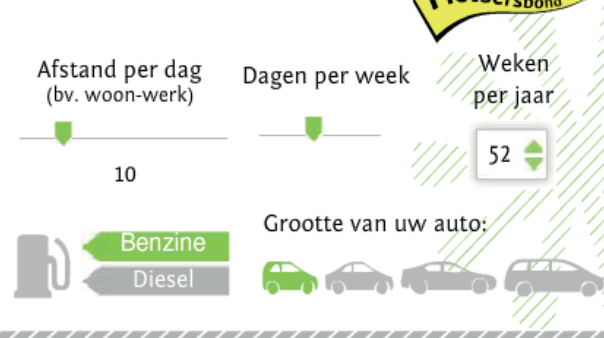 Fietsersbond
Afstand per dag
(bv. woon-werk)
10
Dagen per week
Weken
per jaar
52
Benzine
Diesel
Grootte van uw auto: